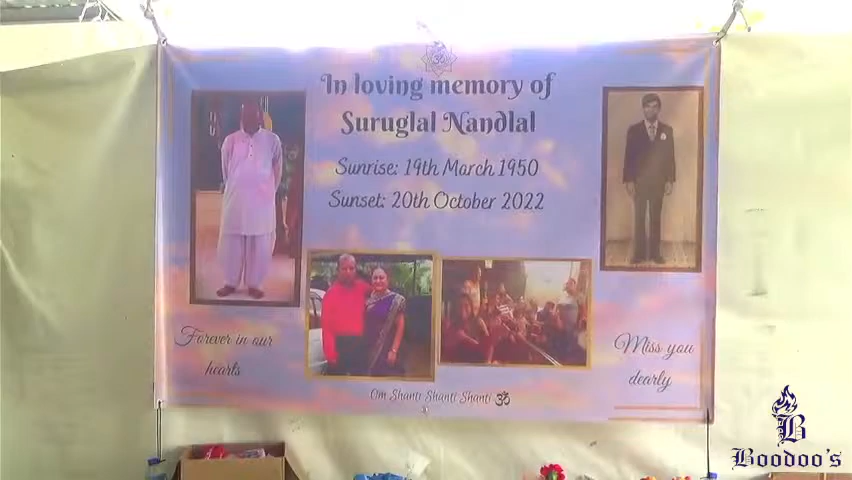 In loving memory of
Suruglal Nandlal
Sunrise: 19th March 1950
Sunset: 20th October 2022
Forever in our
hearts
Miss you
dearly
Om Shanti Shanti Shanti ॐ
B
Boodoo's